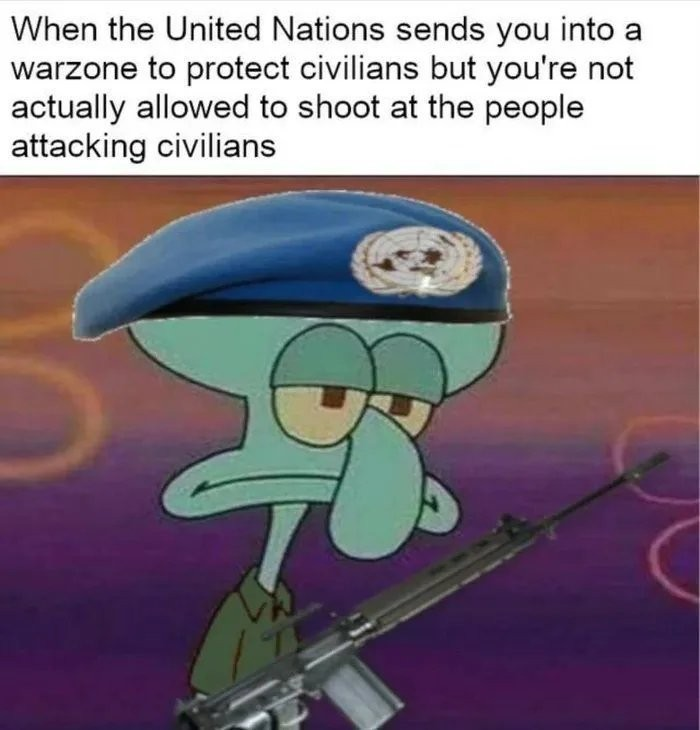 When the United Nations sends you into a
warzone to protect civilians but you're not
actually allowed to shoot at the people
attacking civilians